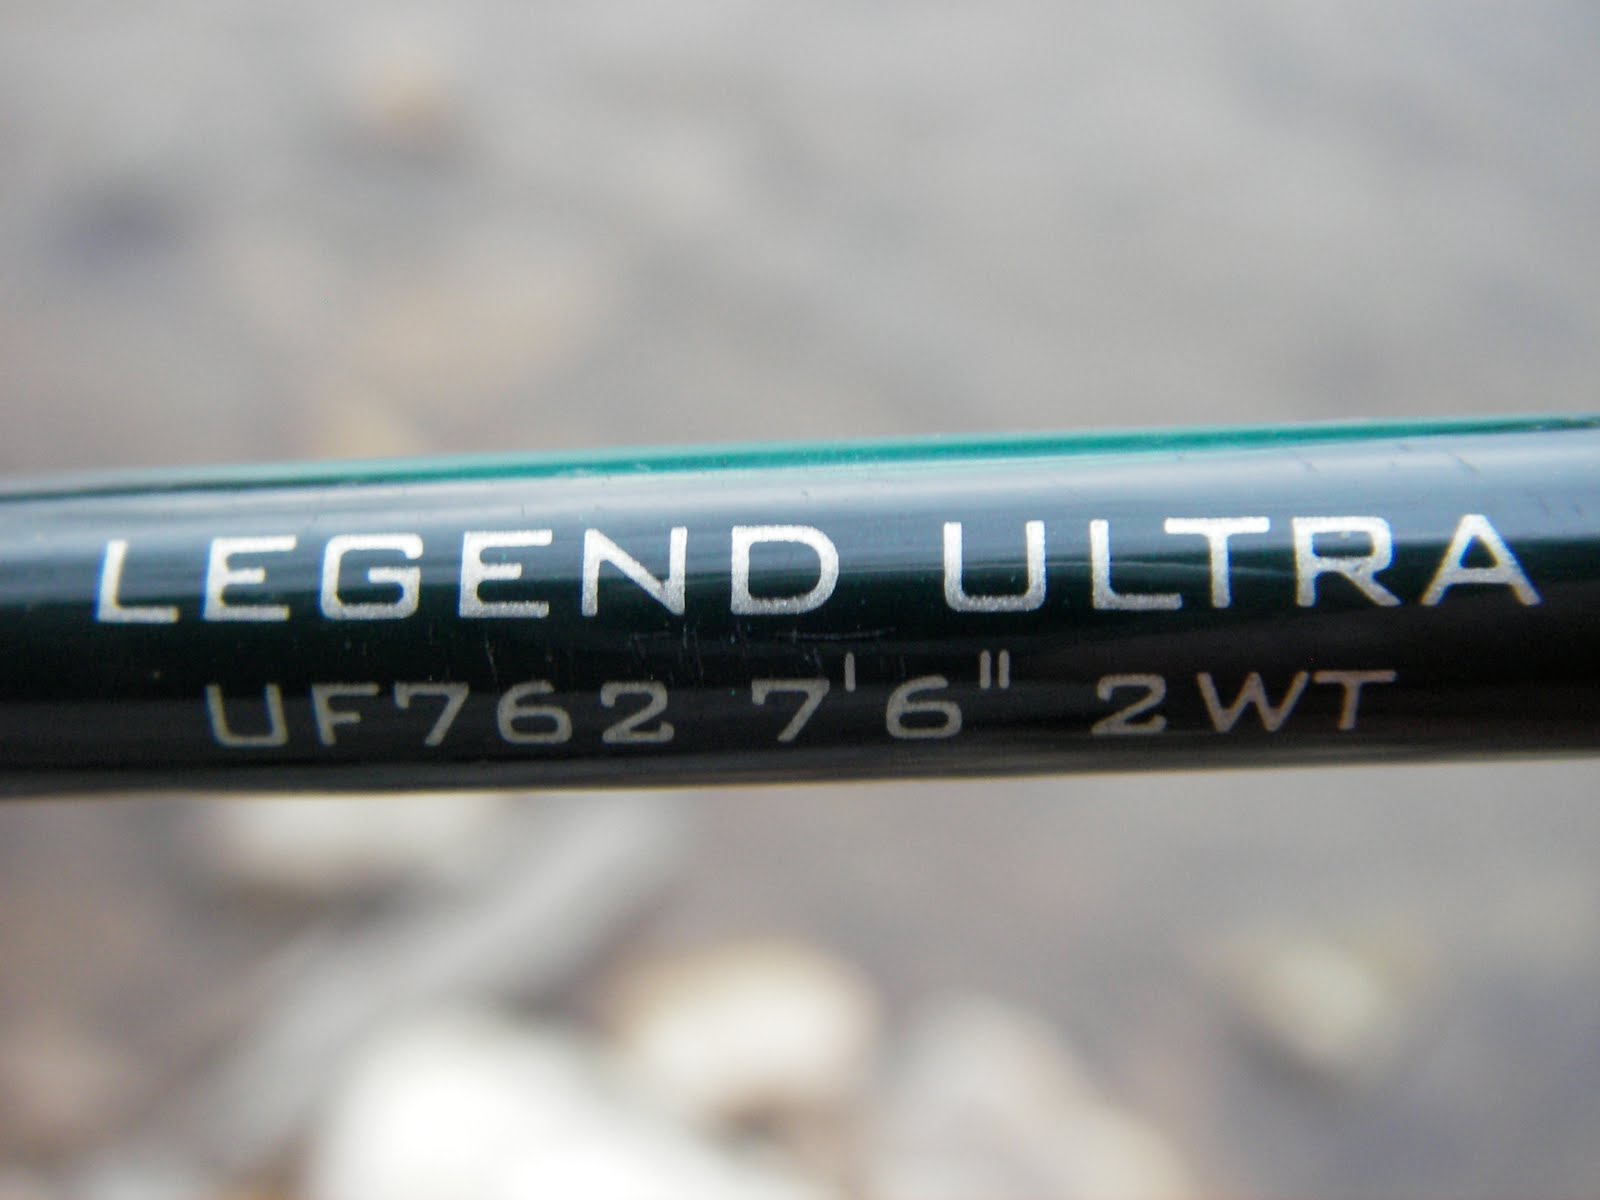 LEGEND ULTRA
UF762 7'6" 2WT